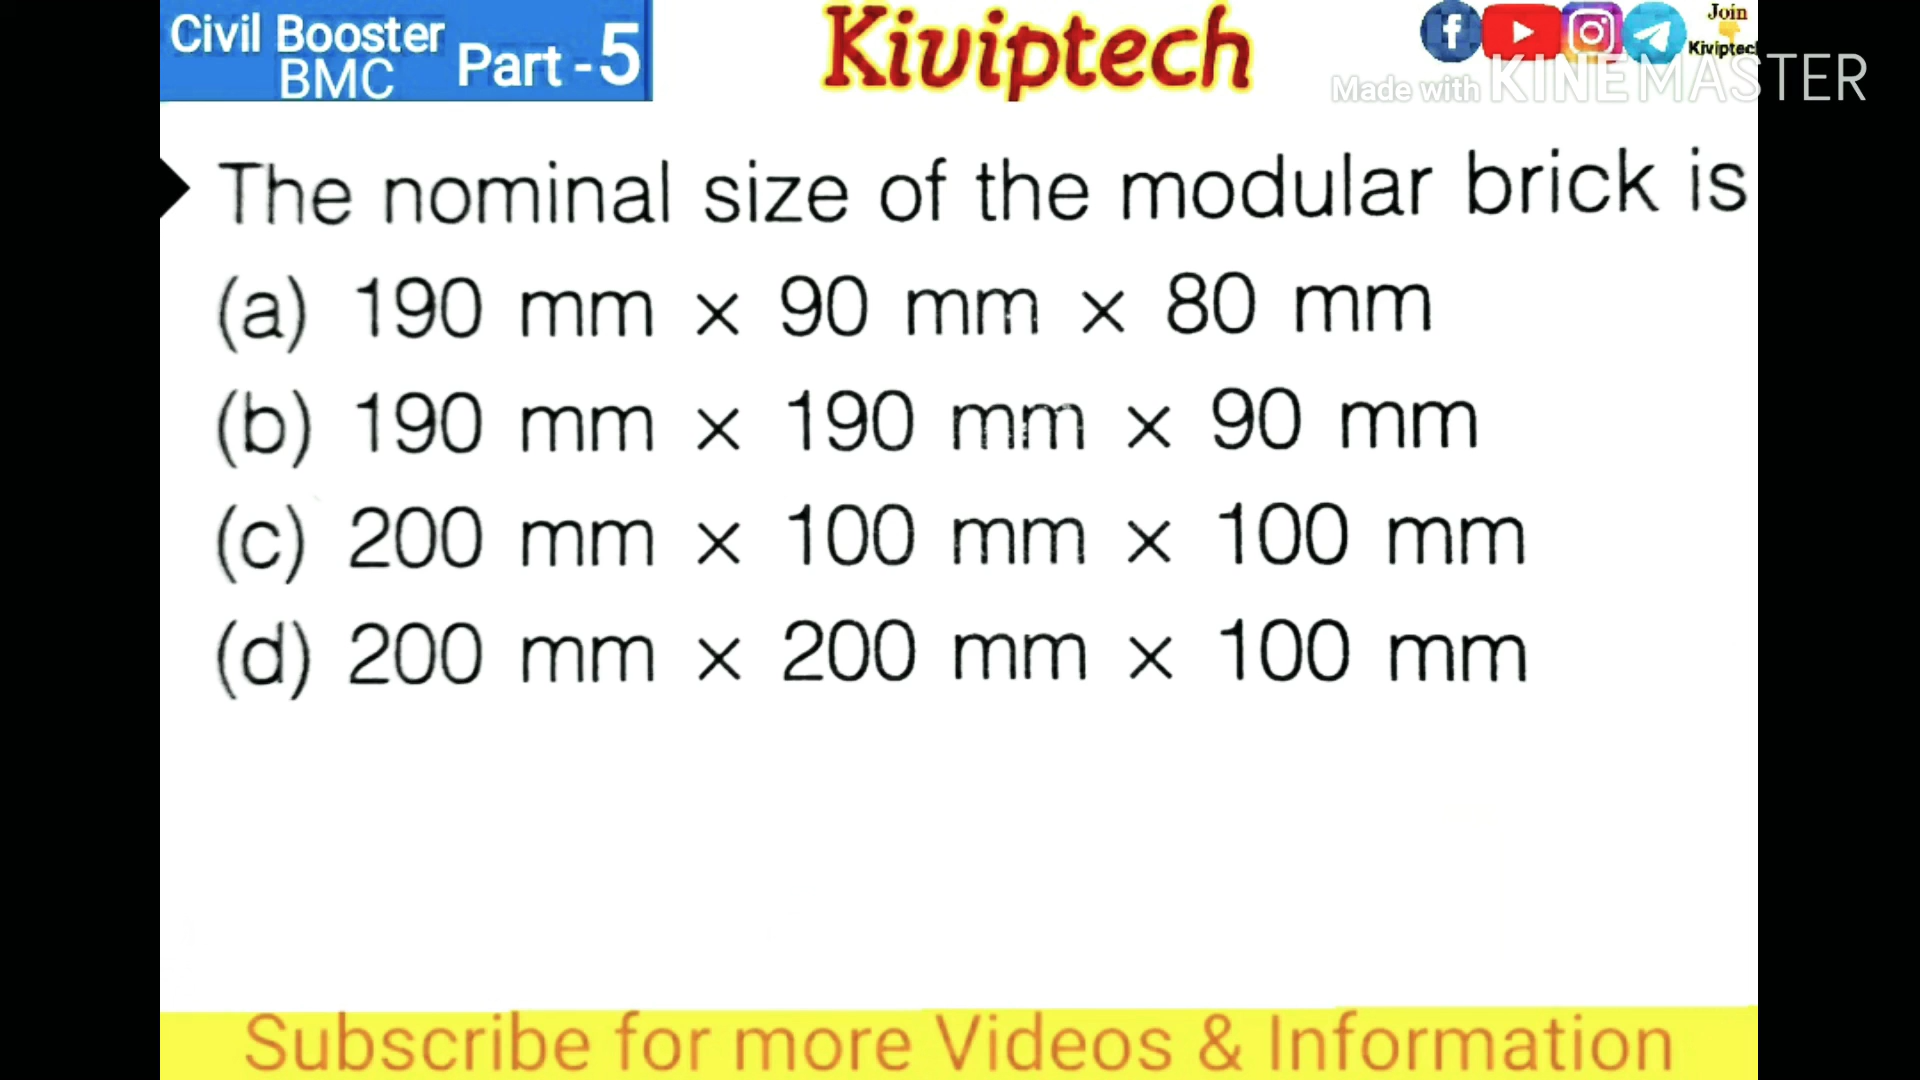 Civil Booster
BMC
Part - 5
Kiviptech
Join
Kiviptec
Made with KINEMASTER
The nominal size of the modular brick is
(a) 190 mm × 90 mm × 80 mm
(b) 190 mm × 190 mm × 90 mm
(c) 200 mm × 100 mm × 100 mm
(d) 200 mm × 200 mm × 100 mm
Subscribe for more Videos & Information